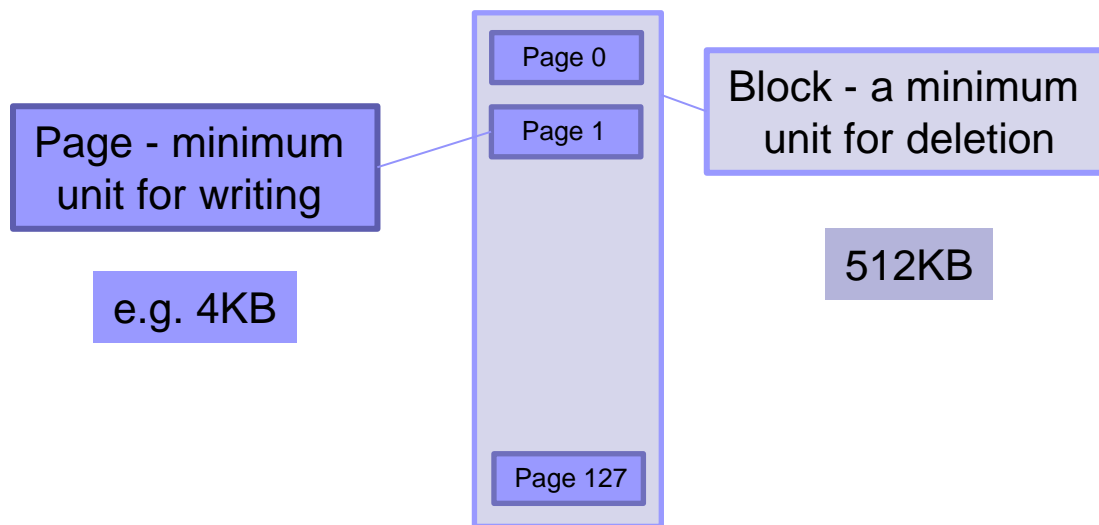 Page 0
Page 1
Page 127
Page - minimum
unit for writing
e.g. 4KB
Block - a minimum
unit for deletion
512KB